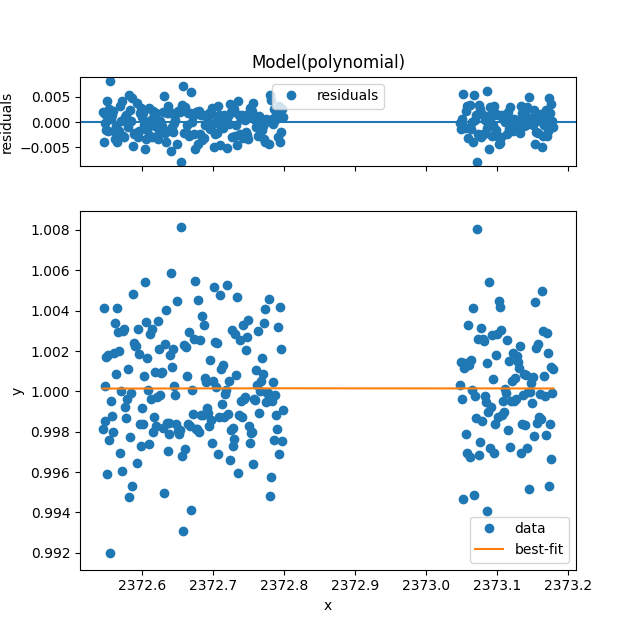 Model(polynomial)
residuals
0.005
0.000
−0.005
residuals
y
1.008
1.006
1.004
1.002
1.000
0.998
0.996
0.994
0.992
data
best-fit
2372.6 2372.7 2372.8 2372.9 2373.0 2373.1 2373.2
x